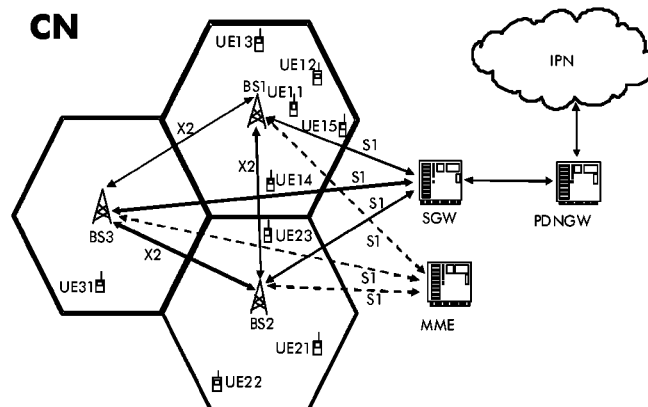 CN
UE13
UE12
IPN
BS1
UE11
X2
UE15
S1
X2
UE14
S1
SGW
PDNGW
S1
BS3
UE23
S1
X2
S1
UE31
BS2
S1
MME
UE21
UE22